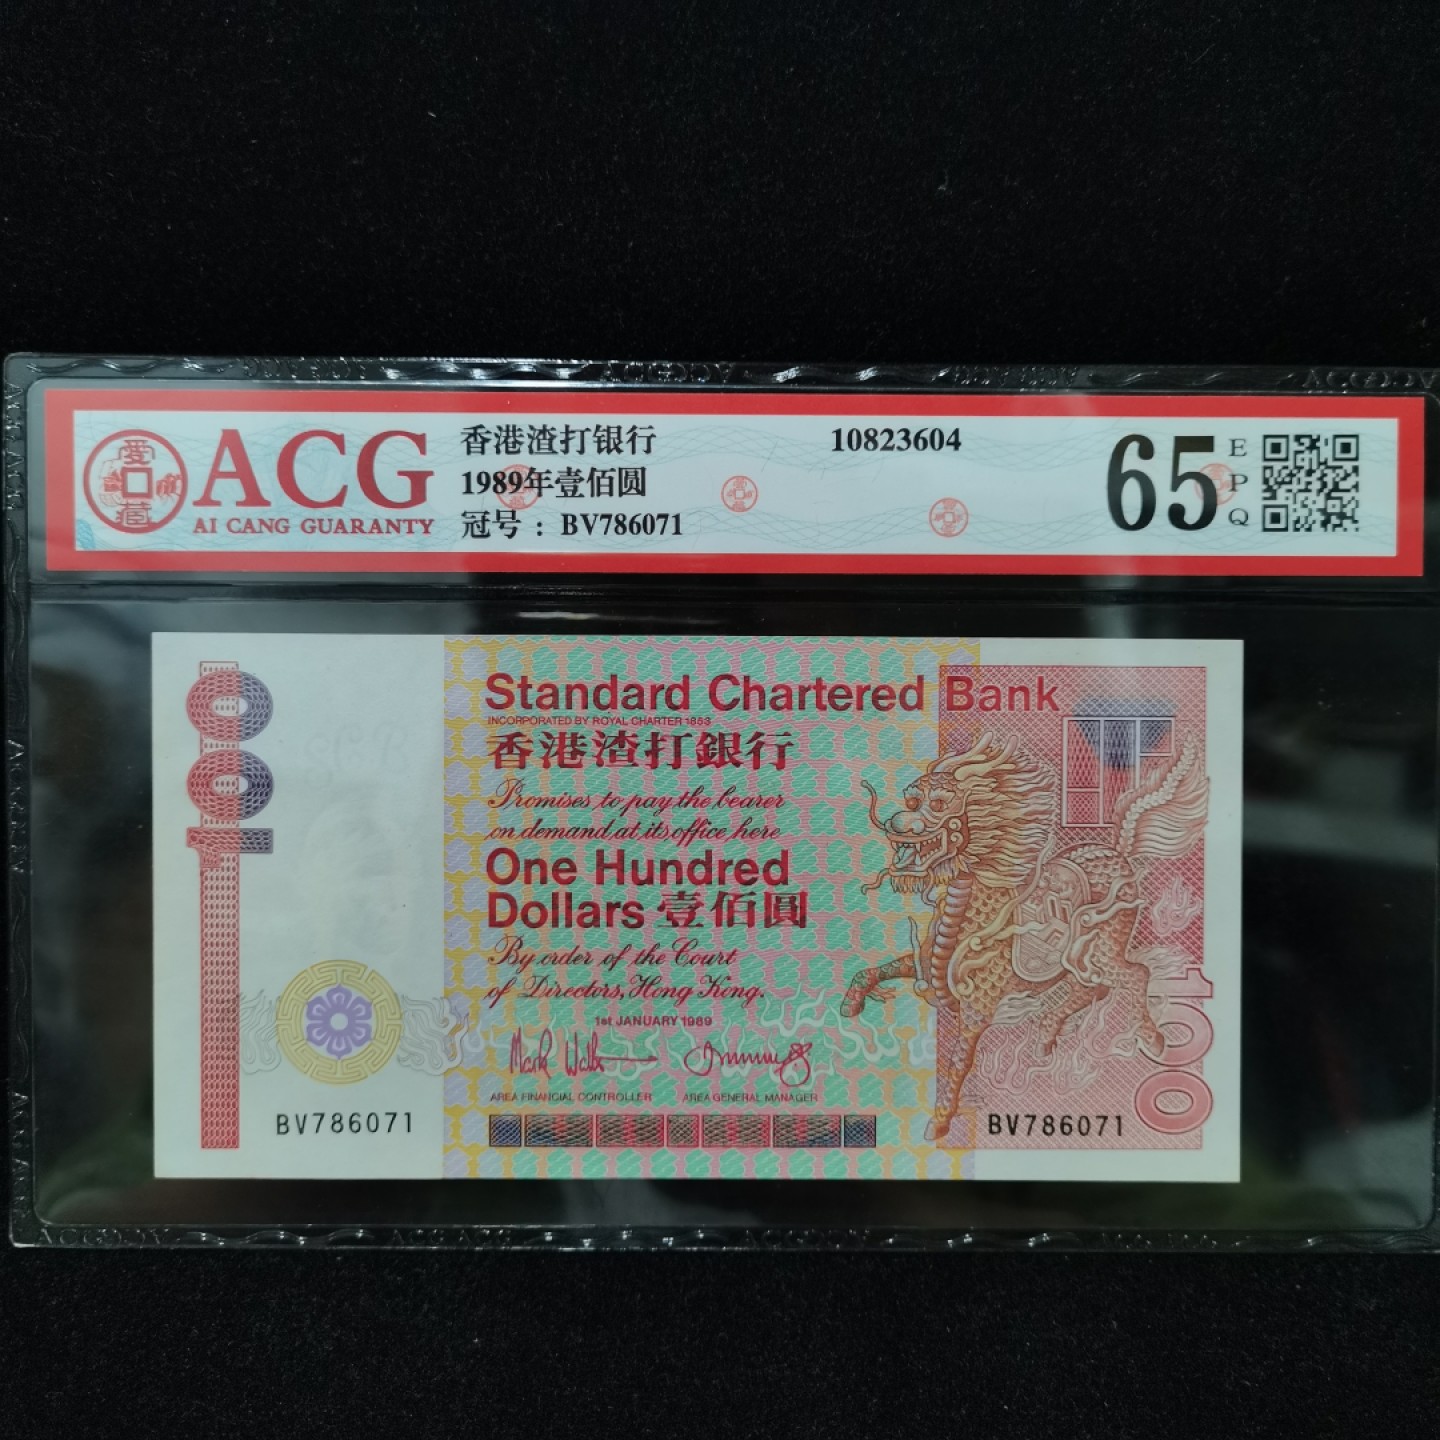 ACG
AI CANG GUARANTY
香港渣打银行
1989年壹佰圆
冠号 : BV786071
10823604
65
EPQ
100
Standard Chartered Bank
INCORPORATED BY ROYAL CHARTER 1853
香港渣打銀行
Promises to pay the bearer
on demand at its office here
One Hundred
Dollars 壹佰圓
By order of the Court
of Directors, Hong Kong.
1st JANUARY 1989
AREA FINANCIAL CONTROLLER AREA GENERAL MANAGER
BV786071
BV786071
100